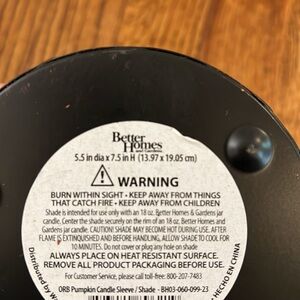 Better
Homes
and Gardens
5.5 in dia x 7.5 in H (13.97 x 19.05 cm)
WARNING
BURN WITHIN SIGHT • KEEP AWAY FROM THINGS
THAT CATCH FIRE • KEEP AWAY FROM CHILDREN
Shade is intended for use only with an 18 oz. Better Homes & Gardens jar
candle. Center the shade securely on the jar of an 18 oz. Better Homes and
Gardens jar candle. CAUTION! SHADE MAY BECOME HOT DURING USE. AFTER
FLAME IS EXTINGUISHED AND BEFORE HANDLING, ALLOW SHADE TO COOL FOR
10 MINUTES. Do not cover or plug any hole on shade
ALWAYS PLACE ON HEAT RESISTANT SURFACE.
REMOVE ALL PRODUCT PACKAGING BEFORE USE.
For Customer Service, please call toll-free: 800-207-7483
ORB Pumpkin Candle Sleeve / Shade - BH03-060-099-23
Distributed by W
HECHO EN CHINA